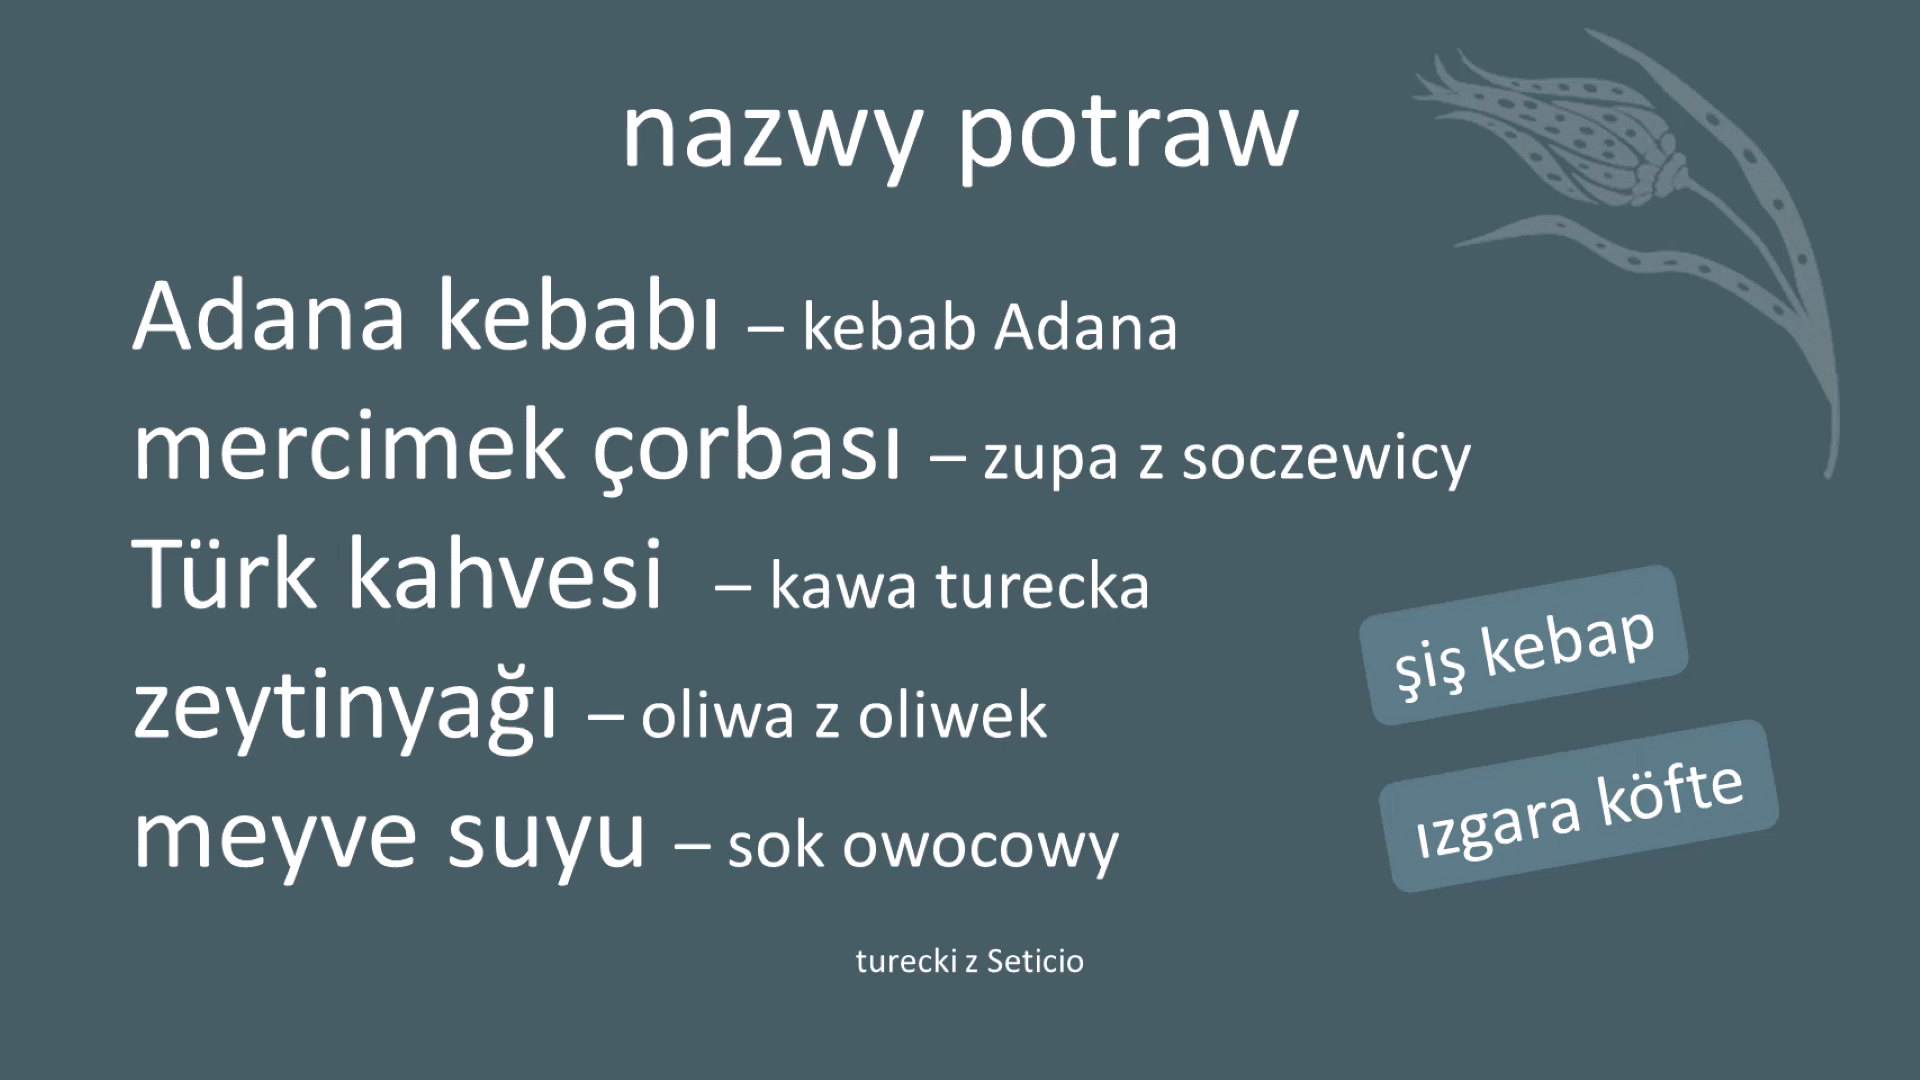 nazwy potraw
Adana kebabı – kebab Adana
mercimek çorbası – zupa z soczewicy
Türk kahvesi – kawa turecka
zeytinyağı – oliwa z oliwek
meyve suyu – sok owocowy
şiş kebap
ızgara köfte
turecki z Seticio